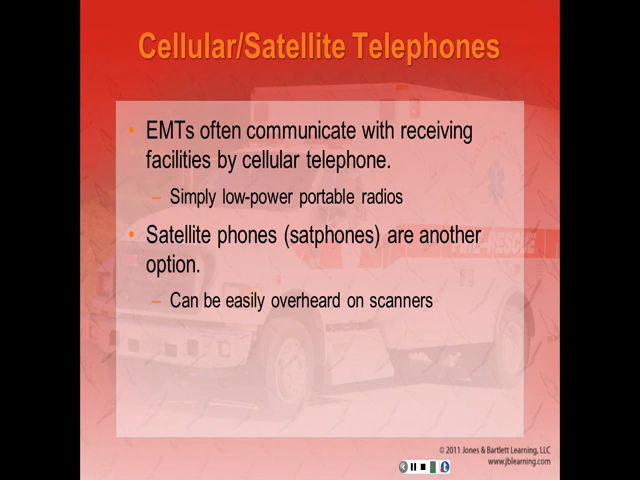 Cellular/Satellite Telephones
• EMTs often communicate with receiving
facilities by cellular telephone.
– Simply low-power portable radios
• Satellite phones (satphones) are another
option.
– Can be easily overheard on scanners
RESCUE
© 2011 Jones & Bartlett Learning, LLC
www.jblearning.com